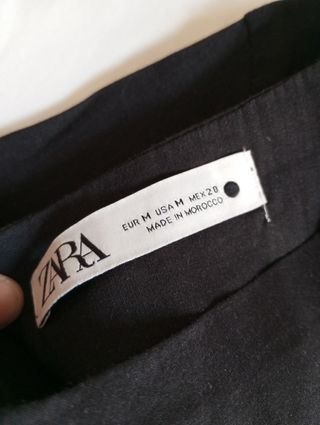 ZARA
EUR M USA M MEX 28
MADE IN MOROCCO